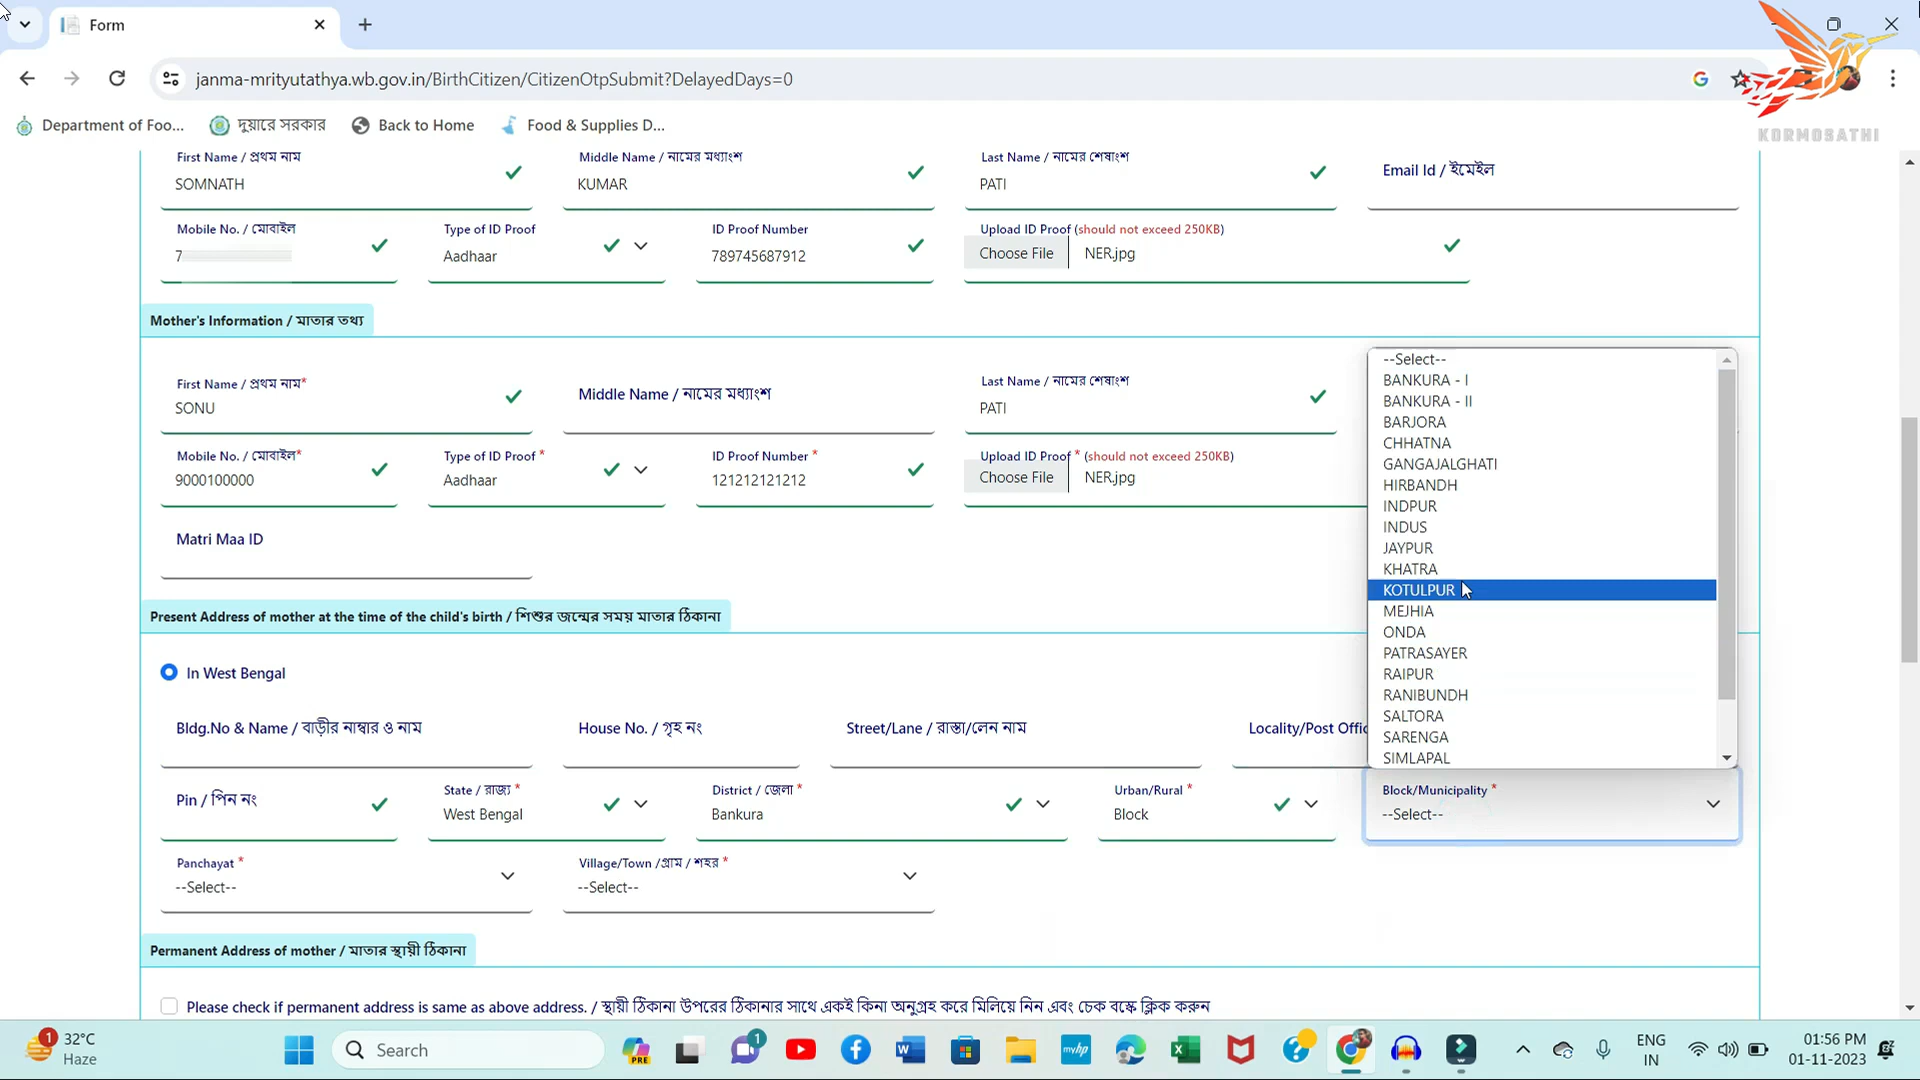 Form
janma-mrityutathya.wb.gov.in/BirthCitizen/CitizenOtpSubmit?DelayedDays=0
Department of Foo... দুয়ারে সরকার Back to Home Food & Supplies D...
KORMOSATHI
First Name / প্রথম নাম Middle Name / নামের মধ্যাংশ Last Name / নামের শেষাংশ Email Id / ইমেইল
SOMNATH KUMAR PATI
Mobile No. / মোবাইল Type of ID Proof ID Proof Number Upload ID Proof (should not exceed 250KB)
7 Aadhaar 789745687912 Choose File NER.jpg
Mother's Information / মাতার তথ্য
First Name / প্রথম নাম* Middle Name / নামের মধ্যাংশ Last Name / নামের শেষাংশ
SONU PATI
Mobile No. / মোবাইল* Type of ID Proof * ID Proof Number * Upload ID Proof * (should not exceed 250KB)
9000100000 Aadhaar 121212121212 Choose File NER.jpg
Matri Maa ID
--Select--
BANKURA - I
BANKURA - II
BARJORA
CHHATNA
GANGAJALGHATI
HIRBANDH
INDPUR
INDUS
JAYPUR
KHATRA
KOTULPUR
MEJHIA
ONDA
PATRASAYER
RAIPUR
RANIBUNDH
SALTORA
SARENGA
SIMLAPAL
Present Address of mother at the time of the child's birth / শিশুর জন্মের সময় মাতার ঠিকানা
In West Bengal
Bldg.No & Name / বাড়ীর নাম্বার ও নাম House No. / গৃহ নং Street/Lane / রাস্তা/লেন নাম Locality/Post Offic
Pin / পিন নং State / রাজ্য * District / জেলা * Urban/Rural * Block/Municipality *
West Bengal Bankura Block --Select--
Panchayat * Village/Town /গ্রাম / শহর *
--Select-- --Select--
Permanent Address of mother / মাতার স্থায়ী ঠিকানা
Please check if permanent address is same as above address. / স্থায়ী ঠিকানা উপরের ঠিকানার সাথে একই কিনা অনুগ্রহ করে মিলিয়ে নিন এবং চেক বক্সে ক্লিক করুন
1 32°C
Haze
Search
PRE
1
myhp
ENG
IN
01:56 PM
01-11-2023